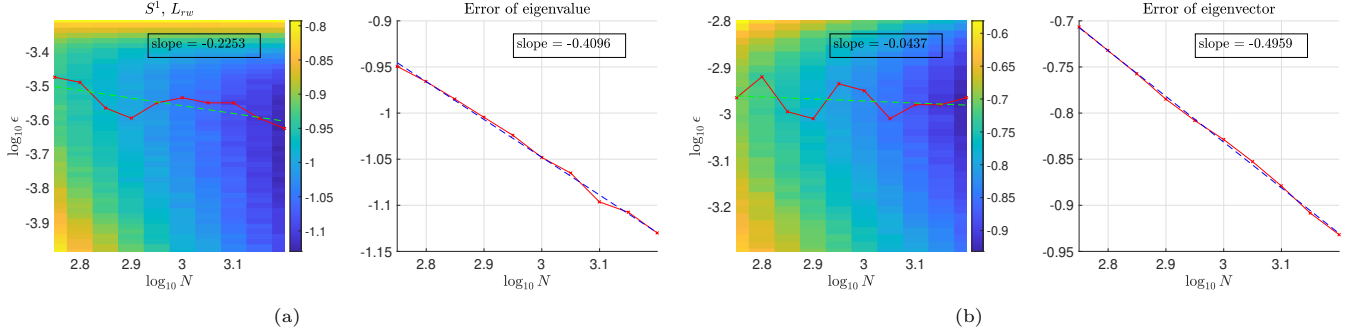 S¹, L_rw
slope = -0.2253
log₁₀ ϵ
-3.4
-3.5
-3.6
-3.7
-3.8
-3.9
2.8 2.9 3 3.1
log₁₀ N
-0.8
-0.85
-0.9
-0.95
-1
-1.05
-1.1
Error of eigenvalue
slope = -0.4096
-0.9
-0.95
-1
-1.05
-1.1
-1.15
2.8 2.9 3 3.1
log₁₀ N
(a)
slope = -0.0437
log₁₀ ϵ
-2.8
-2.9
-3
-3.1
-3.2
2.8 2.9 3 3.1
log₁₀ N
-0.6
-0.65
-0.7
-0.75
-0.8
-0.85
-0.9
Error of eigenvector
slope = -0.4959
-0.7
-0.75
-0.8
-0.85
-0.9
-0.95
2.8 2.9 3 3.1
log₁₀ N
(b)